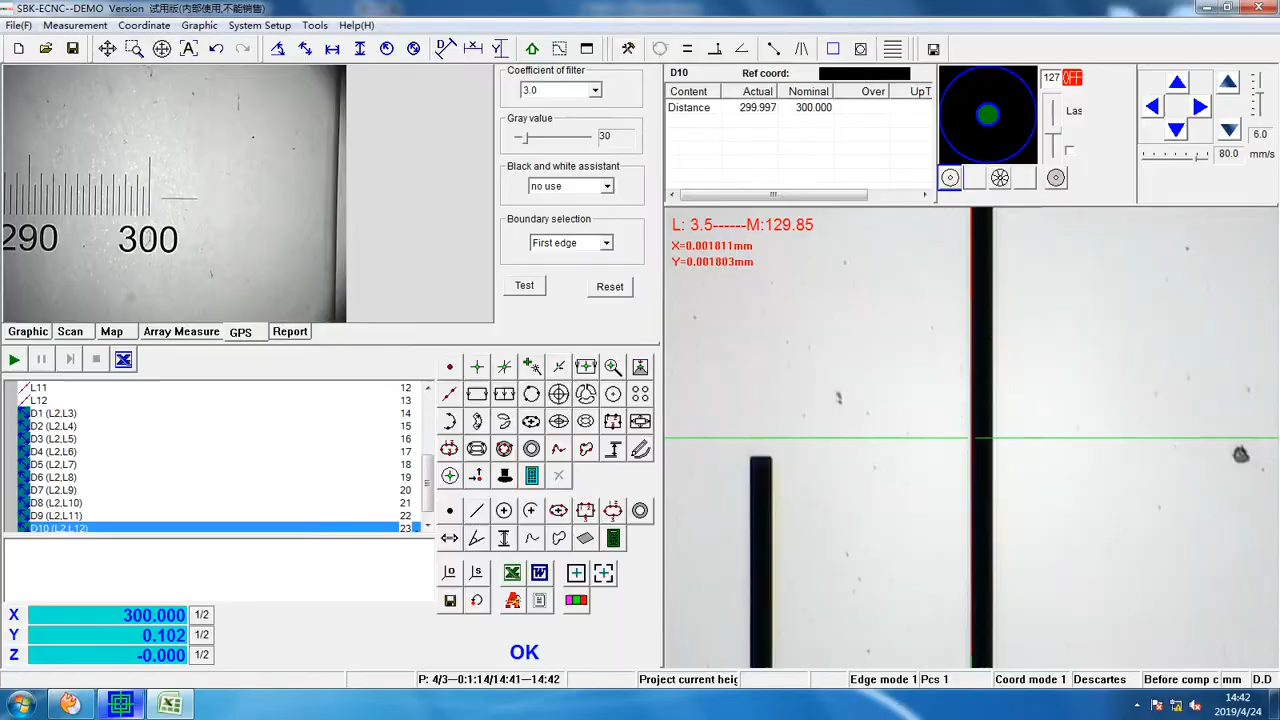 SBK-ECNC--DEMO Version 试用版(内部使用,不能销售)
File(F) Measurement Coordinate Graphic System Setup Tools Help(H)
290 300
Coefficient of filter
3.0
Gray value
30
Black and white assistant
no use
Boundary selection
First edge
Test Reset
D10 Ref coord:
Content Actual Nominal Over UpT
Distance 299.997 300.000
127 OFF
Las
6.0
80.0 mm/s
L: 3.5------M:129.85
X=0.001811mm
Y=0.001803mm
Graphic Scan Map Array Measure GPS Report
L11 12
L12 13
D1 (L2,L3) 14
D2 (L2,L4) 15
D3 (L2,L5) 16
D4 (L2,L6) 17
D5 (L2,L7) 18
D6 (L2,L8) 19
D7 (L2,L9) 20
D8 (L2,L10) 21
D9 (L2,L11) 22
D10 (L2,L12) 23
X 300.000 1/2
Y 0.102 1/2
Z -0.000 1/2
OK
P: 4/3—0:1:14/14:41—14:42 Project current heig Edge mode 1 Pcs 1 Coord mode 1 Descartes Before comp c mm D.D
14:42
2019/4/24